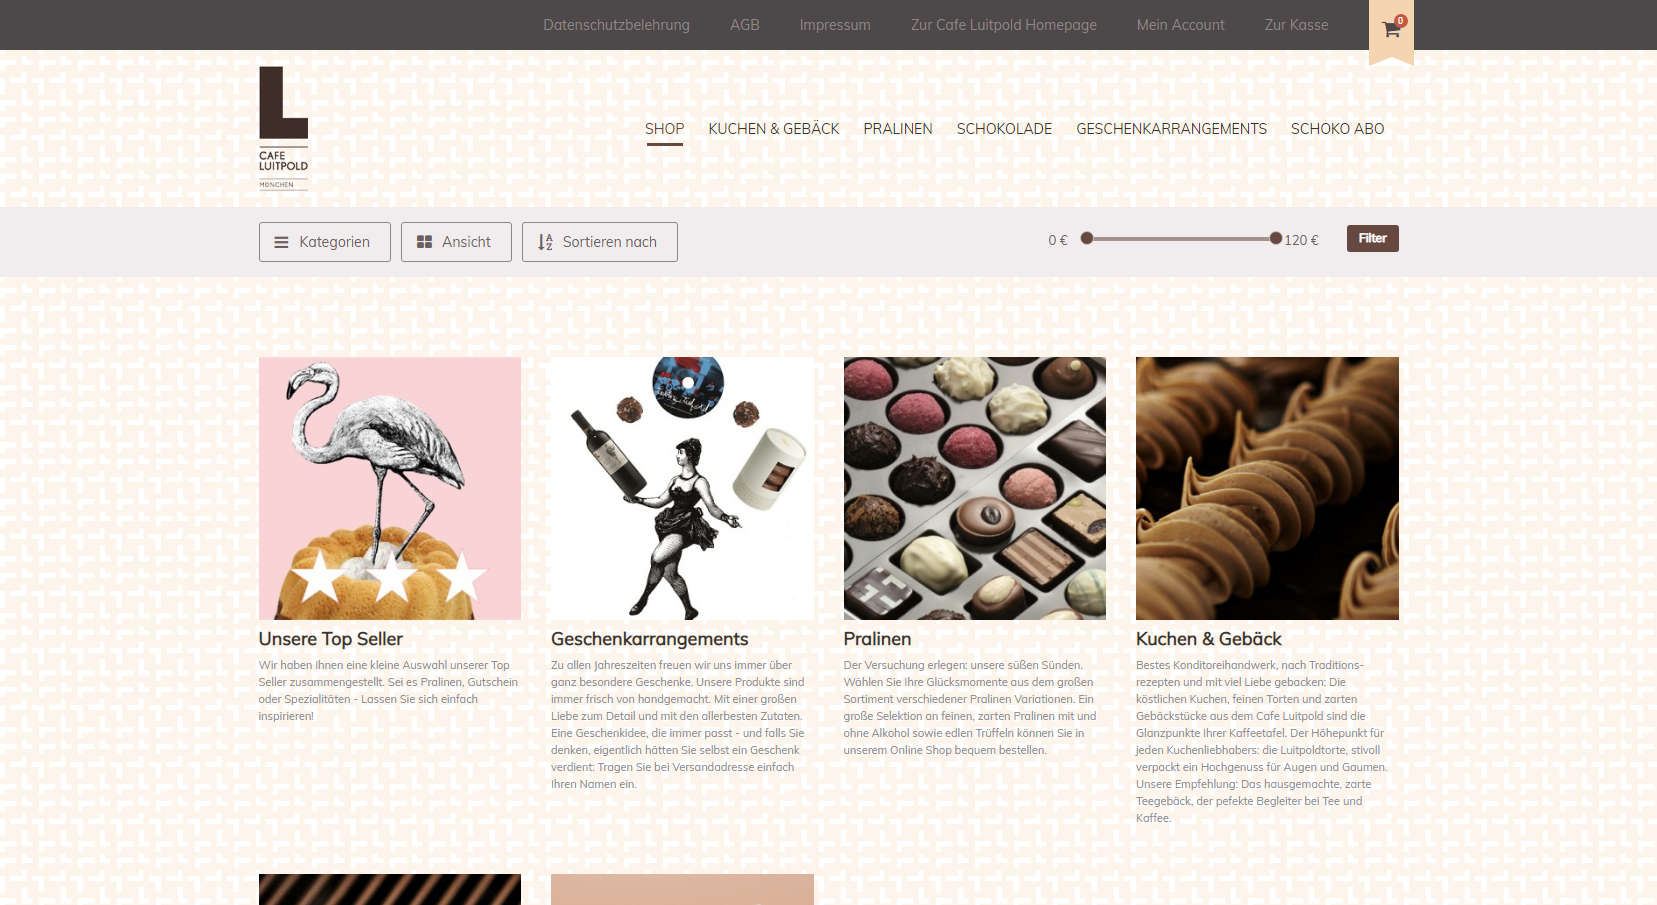 Datenschutzbelehrung AGB Impressum Zur Cafe Luitpold Homepage Mein Account Zur Kasse 0
L
CAFE
LUITPOLD
MÜNCHEN
SHOP KUCHEN & GEBÄCK PRALINEN SCHOKOLADE GESCHENKARRANGEMENTS SCHOKO ABO
Kategorien Ansicht Sortieren nach 0 € 120 € Filter
Unsere Top Seller
Wir haben Ihnen eine kleine Auswahl unserer Top
Seller zusammengestellt. Sei es Pralinen, Gutschein
oder Spezialitäten - Lassen Sie sich einfach
inspirieren!
Geschenkarrangements
Zu allen Jahreszeiten freuen wir uns immer über
ganz besondere Geschenke. Unsere Produkte sind
immer frisch von handgemacht. Mit einer großen
Liebe zum Detail und mit den allerbesten Zutaten.
Eine Geschenkidee, die immer passt - und falls Sie
denken, eigentlich hätten Sie selbst ein Geschenk
verdient: Tragen Sie bei Versandadresse einfach
Ihren Namen ein.
Pralinen
Der Versuchung erlegen: unsere süßen Sünden.
Wählen Sie Ihre Glücksmomente aus dem großen
Sortiment verschiedener Pralinen Variationen. Ein
große Selektion an feinen, zarten Pralinen mit und
ohne Alkohol sowie edlen Trüffeln können Sie in
unserem Online Shop bequem bestellen.
Kuchen & Gebäck
Bestes Konditoreihandwerk, nach Traditions-
rezepten und mit viel Liebe gebacken: Die
köstlichen Kuchen, feinen Torten und zarten
Gebäckstücke aus dem Cafe Luitpold sind die
Glanzpunkte Ihrer Kaffeetafel. Der Höhepunkt für
jeden Kuchenliebhabers: die Luitpoldtorte, stivoll
verpackt ein Hochgenuss für Augen und Gaumen.
Unsere Empfehlung: Das hausgemachte, zarte
Teegebäck, der pefekte Begleiter bei Tee und
Kaffee.